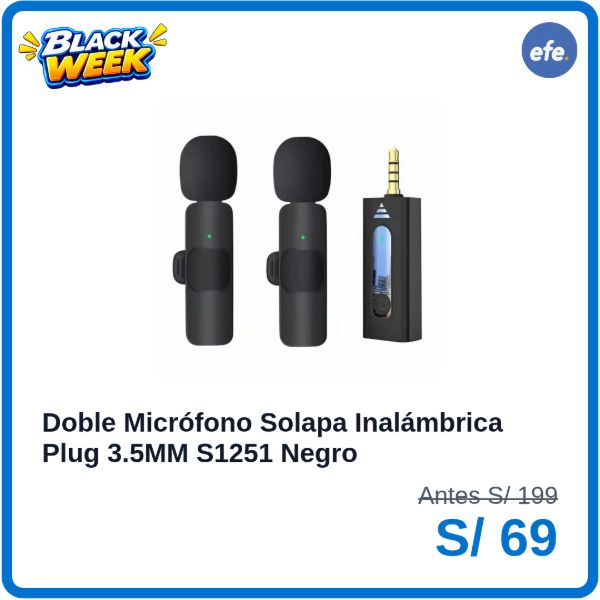 BLACK
WEEK
efe.
Doble Micrófono Solapa Inalámbrica
Plug 3.5MM S1251 Negro
Antes S/ 199
S/ 69